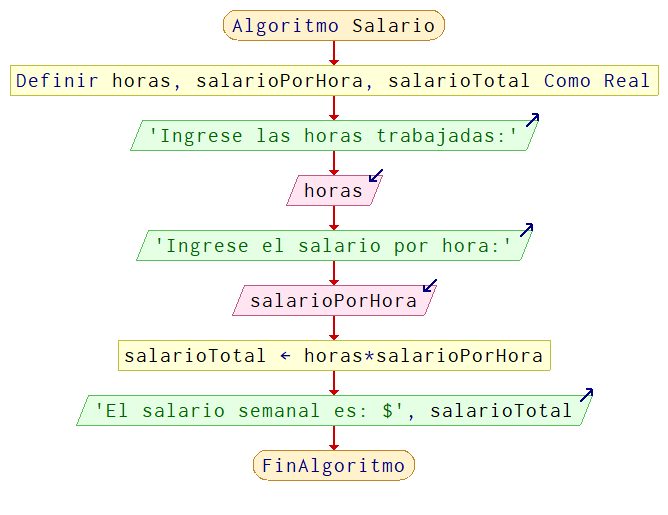 Algoritmo Salario
Definir horas, salarioPorHora, salarioTotal Como Real
'Ingrese las horas trabajadas:'
horas
'Ingrese el salario por hora:'
salarioPorHora
salarioTotal ← horas*salarioPorHora
'El salario semanal es: $', salarioTotal
FinAlgoritmo